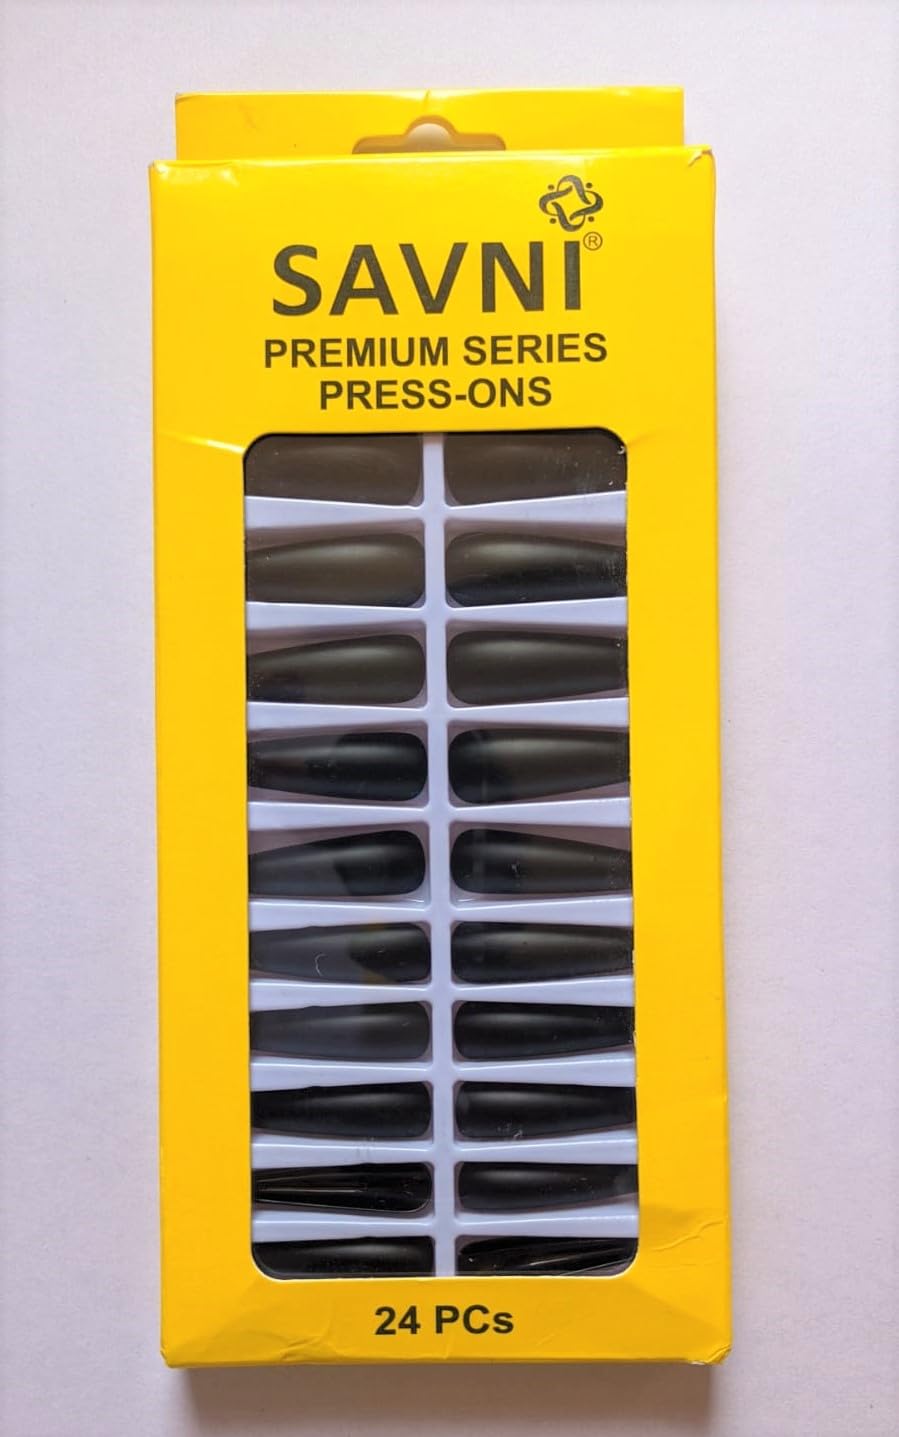 SAVNI®
PREMIUM SERIES
PRESS-ONS
24 PCs